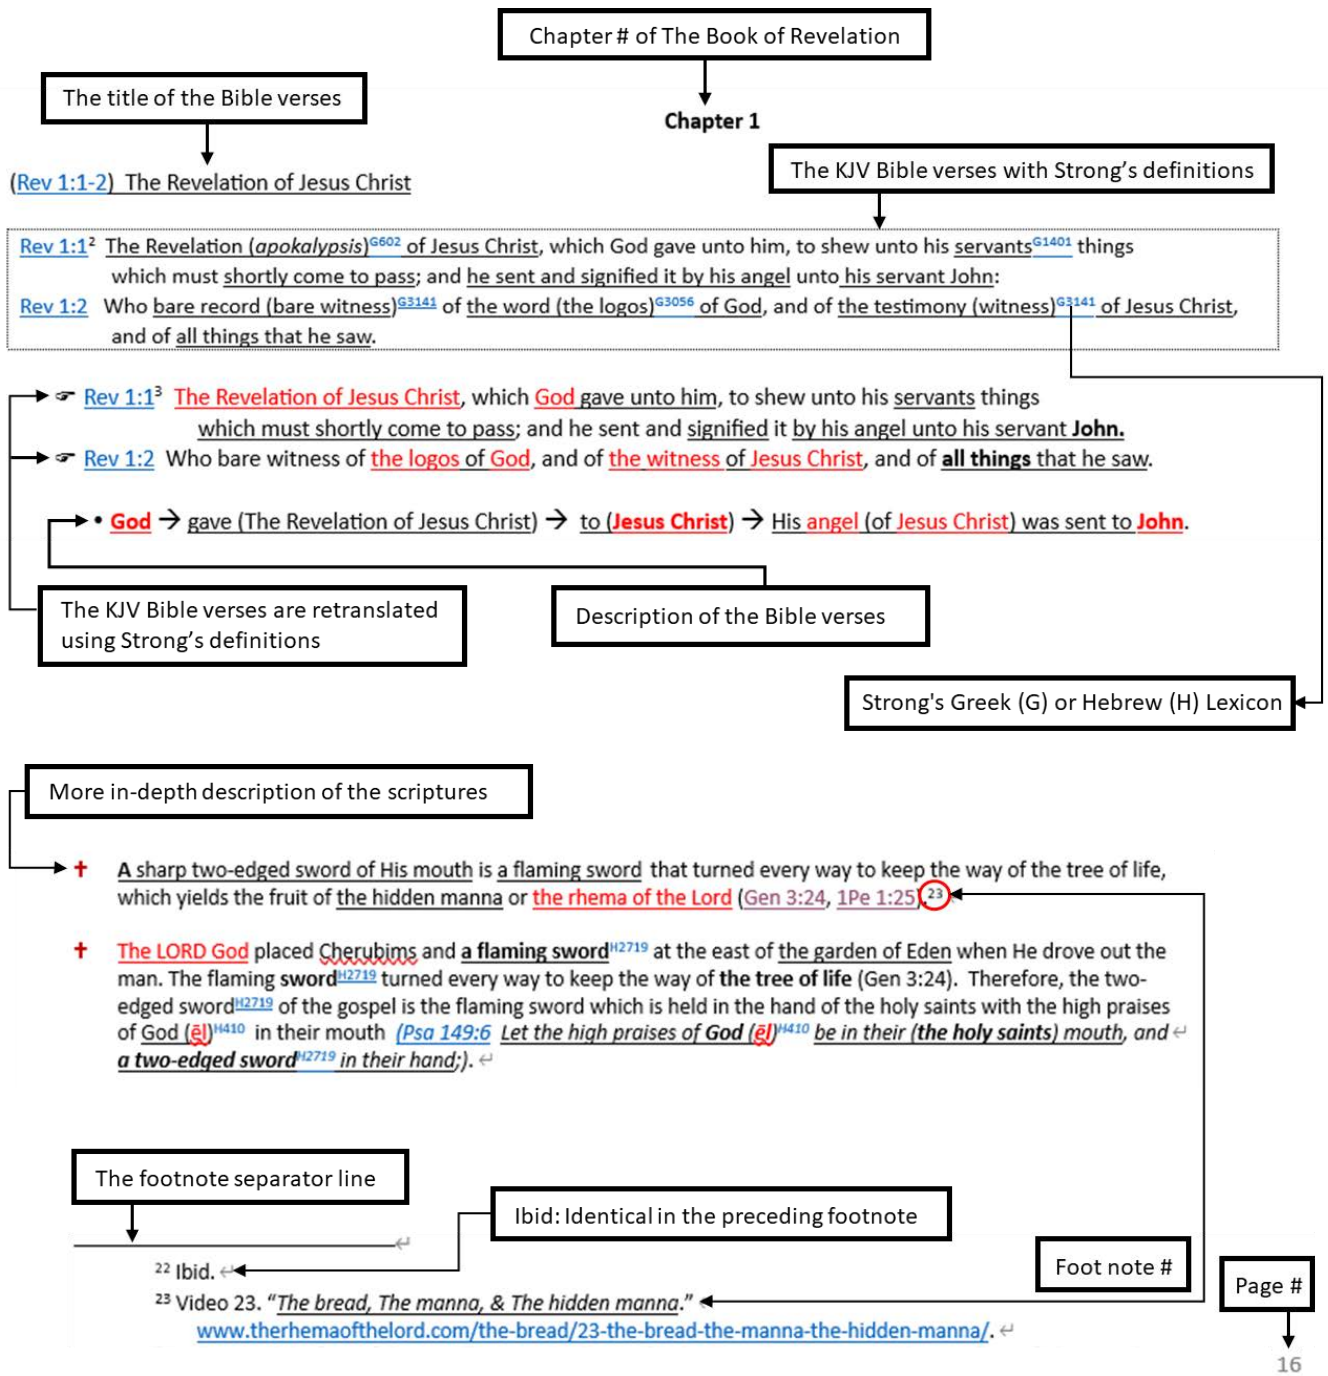 Chapter # of The Book of Revelation
The title of the Bible verses
Chapter 1
The KJV Bible verses with Strong's definitions
(Rev 1:1-2) The Revelation of Jesus Christ
Rev 1:1² The Revelation (apokalypsis)G602 of Jesus Christ, which God gave unto him, to shew unto his servantsG1401 things
which must shortly come to pass; and he sent and signified it by his angel unto his servant John:
Rev 1:2 Who bare record (bare witness)G3141 of the word (the logos)G3056 of God, and of the testimony (witness)G3141 of Jesus Christ,
and of all things that he saw.
☞ Rev 1:1³ The Revelation of Jesus Christ, which God gave unto him, to shew unto his servants things
which must shortly come to pass; and he sent and signified it by his angel unto his servant John.
☞ Rev 1:2 Who bare witness of the logos of God, and of the witness of Jesus Christ, and of all things that he saw.
• God → gave (The Revelation of Jesus Christ) → to (Jesus Christ) → His angel (of Jesus Christ) was sent to John.
The KJV Bible verses are retranslated
using Strong's definitions
Description of the Bible verses
Strong's Greek (G) or Hebrew (H) Lexicon
More in-depth description of the scriptures
✝ A sharp two-edged sword of His mouth is a flaming sword that turned every way to keep the way of the tree of life,
which yields the fruit of the hidden manna or the rhema of the Lord (Gen 3:24, 1Pe 1:25).²³
✝ The LORD God placed Cherubims and a flaming swordH2719 at the east of the garden of Eden when He drove out the
man. The flaming swordH2719 turned every way to keep the way of the tree of life (Gen 3:24). Therefore, the two-
edged swordH2719 of the gospel is the flaming sword which is held in the hand of the holy saints with the high praises
of God (ēl)H410 in their mouth (Psa 149:6 Let the high praises of God (ēl)H410 be in their (the holy saints) mouth, and ↵
a two-edged swordH2719 in their hand;). ↵
The footnote separator line
Ibid: Identical in the preceding footnote
Foot note #
Page #
²² Ibid. ↵
²³ Video 23. “The bread, The manna, & The hidden manna.”
www.therhemaofthelord.com/the-bread/23-the-bread-the-manna-the-hidden-manna/. ↵
16